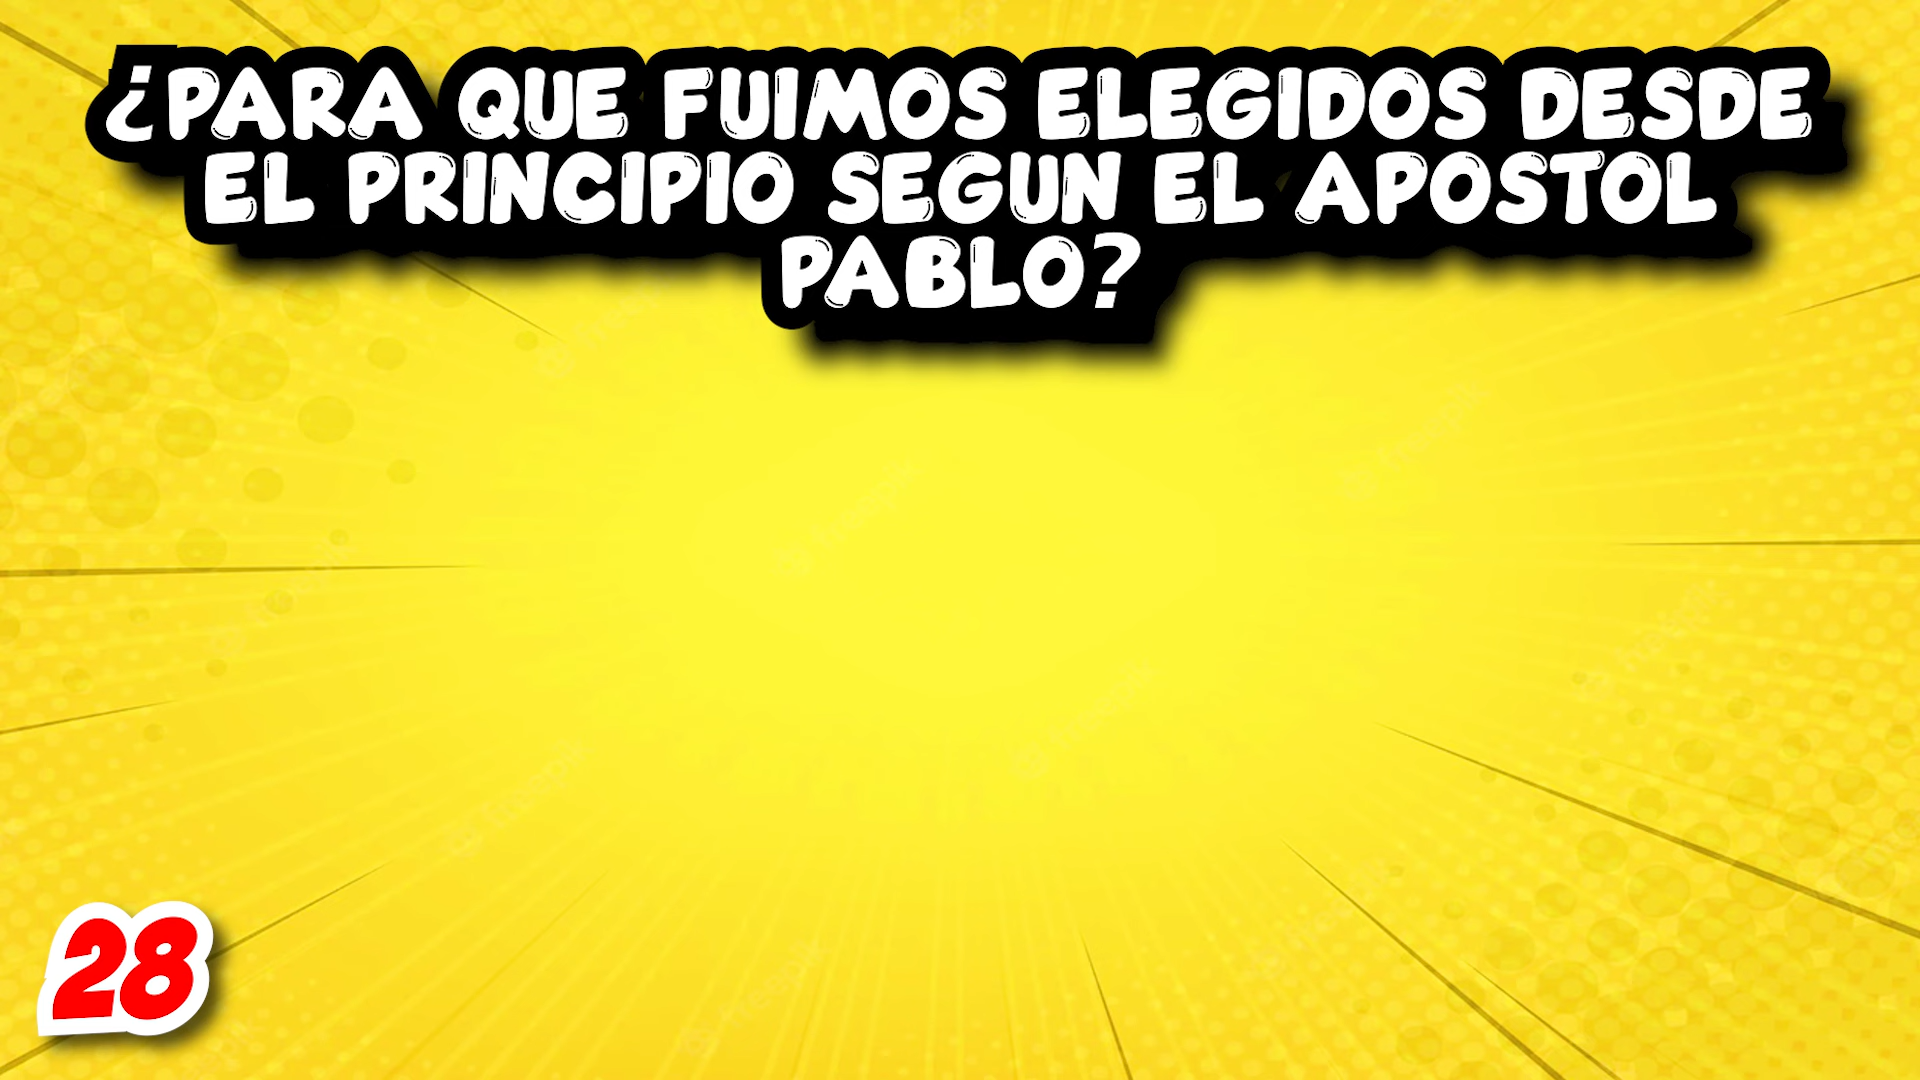 ¿PARA QUE FUIMOS ELEGIDOS DESDE
EL PRINCIPIO SEGUN EL APOSTOL
PABLO?
28